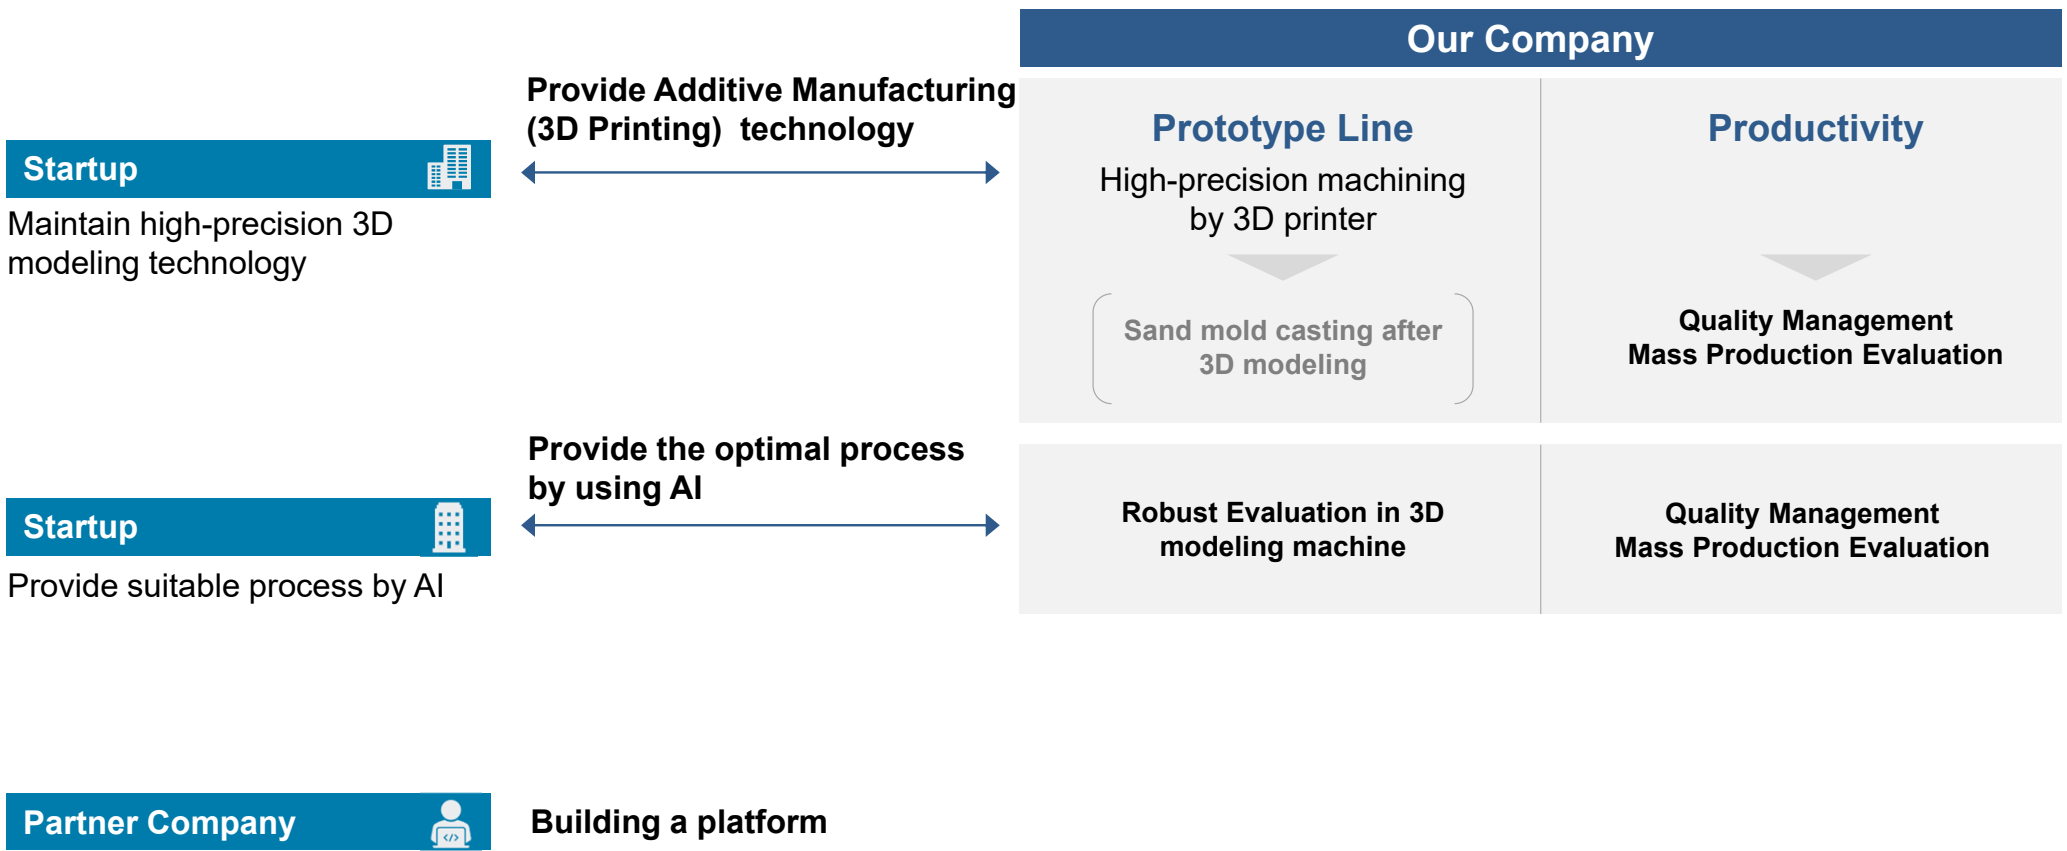 Our Company
Provide Additive Manufacturing
(3D Printing) technology
Startup
Maintain high-precision 3D
modeling technology
Prototype Line
High-precision machining
by 3D printer
Sand mold casting after
3D modeling
Productivity
Quality Management
Mass Production Evaluation
Provide the optimal process
by using AI
Startup
Provide suitable process by AI
Robust Evaluation in 3D
modeling machine
Quality Management
Mass Production Evaluation
Partner Company
</>
Building a platform